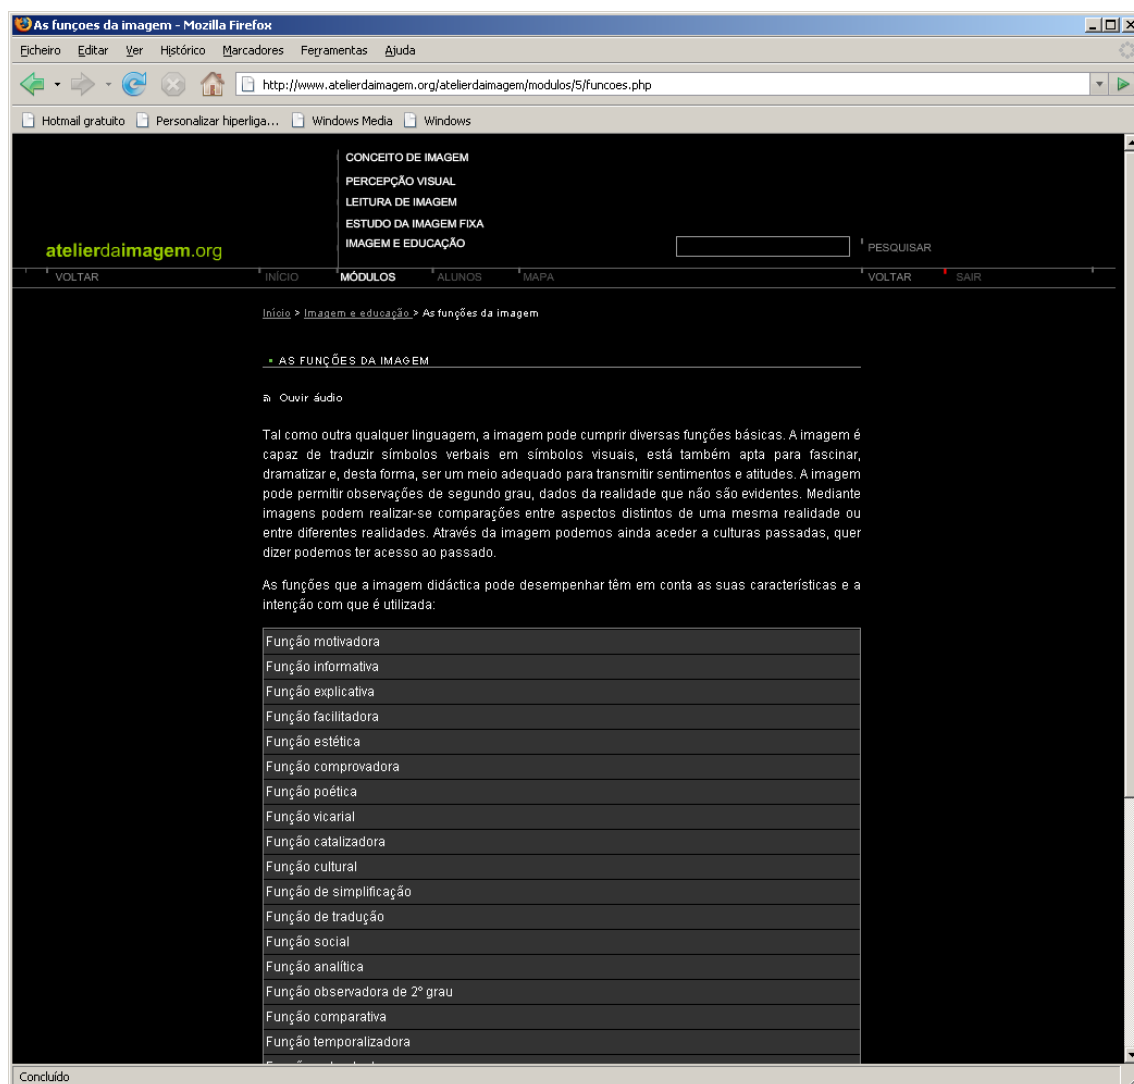 As funçoes da imagem - Mozilla Firefox
Ficheiro Editar Ver Histórico Marcadores Ferramentas Ajuda
http://www.atelierdaimagem.org/atelierdaimagem/modulos/5/funcoes.php
Hotmail gratuito Personalizar hiperliga... Windows Media Windows
CONCEITO DE IMAGEM
PERCEPÇÃO VISUAL
LEITURA DE IMAGEM
ESTUDO DA IMAGEM FIXA
IMAGEM E EDUCAÇÃO
PESQUISAR
atelierdaimagem.org
VOLTAR INÍCIO MÓDULOS ALUNOS MAPA VOLTAR SAIR
Início > Imagem e educação > As funções da imagem
AS FUNÇÕES DA IMAGEM
Ouvir áudio
Tal como outra qualquer linguagem, a imagem pode cumprir diversas funções básicas. A imagem é
capaz de traduzir símbolos verbais em símbolos visuais, está também apta para fascinar,
dramatizar e, desta forma, ser um meio adequado para transmitir sentimentos e atitudes. A imagem
pode permitir observações de segundo grau, dados da realidade que não são evidentes. Mediante
imagens podem realizar-se comparações entre aspectos distintos de uma mesma realidade ou
entre diferentes realidades. Através da imagem podemos ainda aceder a culturas passadas, quer
dizer podemos ter acesso ao passado.
As funções que a imagem didáctica pode desempenhar têm em conta as suas características e a
intenção com que é utilizada:
Função motivadora
Função informativa
Função explicativa
Função facilitadora
Função estética
Função comprovadora
Função poética
Função vicarial
Função catalizadora
Função cultural
Função de simplificação
Função de tradução
Função social
Função analítica
Função observadora de 2º grau
Função comparativa
Função temporalizadora
Concluído